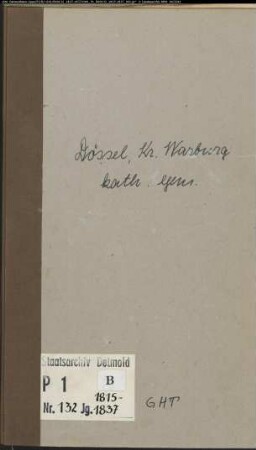 Dössel, Kr. Warburg
kath. Gem.
Staatsarchiv Detmold
P 1
B
1815-
Nr. 132 Jg. 1837
GHT